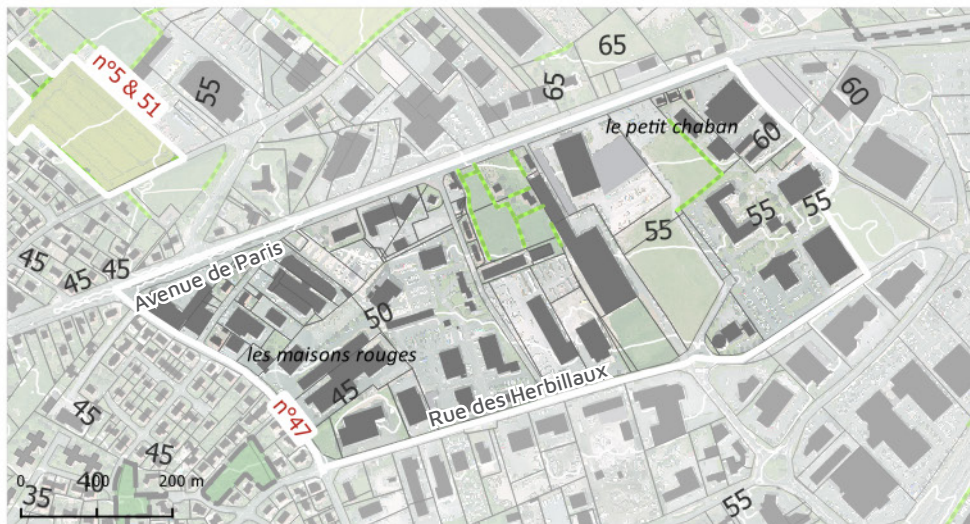 65
n°5 & 51
55
65
60
le petit chaban
60
55
55
55
45
45
45
Avenue de Paris
50
les maisons rouges
45
Rue des Herbillaux
n°47
45
45
0
100
200 m
35
40
55